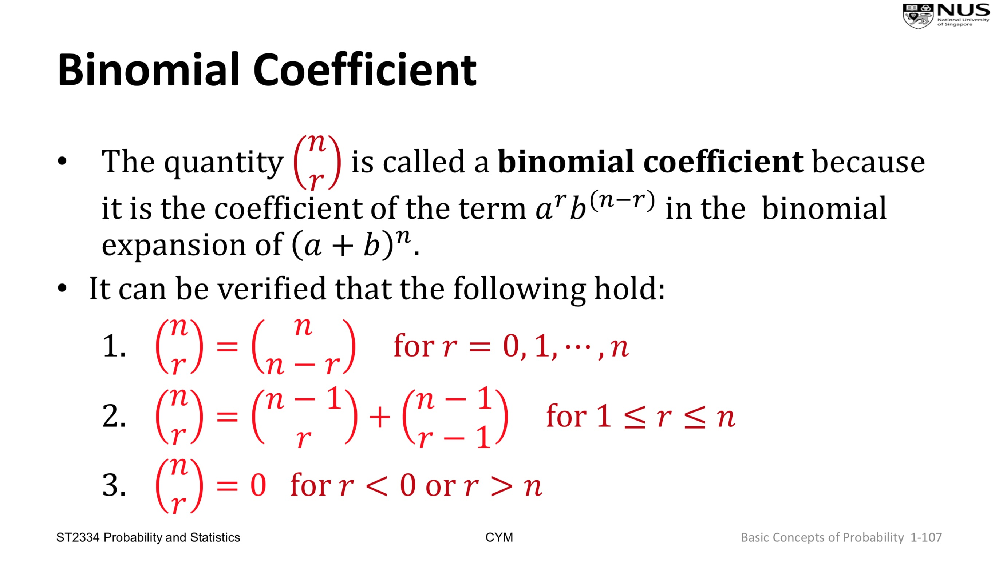 NUS
National University
of Singapore
Binomial Coefficient
• The quantity \binom{n}{r} is called a binomial coefficient because
it is the coefficient of the term a^r b^{(n−r)} in the binomial
expansion of (a + b)^n.
• It can be verified that the following hold:
1. \binom{n}{r} = \binom{n}{n − r} for r = 0, 1, ⋯ , n
2. \binom{n}{r} = \binom{n − 1}{r} + \binom{n − 1}{r − 1} for 1 ≤ r ≤ n
3. \binom{n}{r} = 0 for r < 0 or r > n
ST2334 Probability and Statistics CYM Basic Concepts of Probability 1-107